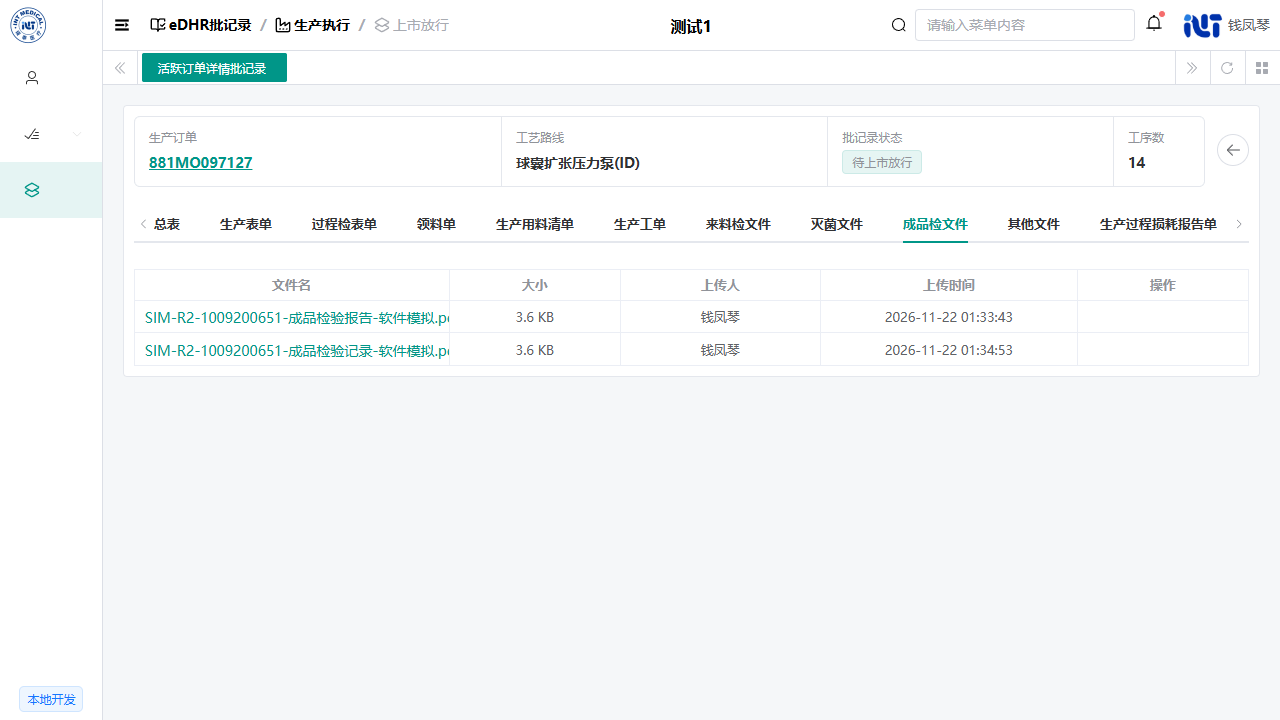 eDHR批记录 / 生产执行 / 上市放行
测试1
请输入菜单内容
钱凤琴
活跃订单详情批记录
生产订单
881MO097127
工艺路线
球囊扩张压力泵(ID)
批记录状态
待上市放行
工序数
14
总表 生产表单 过程检表单 领料单 生产用料清单 生产工单 来料检文件 灭菌文件 成品检文件 其他文件 生产过程损耗报告单
文件名 大小 上传人 上传时间 操作
SIM-R2-1009200651-成品检验报告-软件模拟.p 3.6 KB 钱凤琴 2026-11-22 01:33:43
SIM-R2-1009200651-成品检验记录-软件模拟.p 3.6 KB 钱凤琴 2026-11-22 01:34:53
本地开发